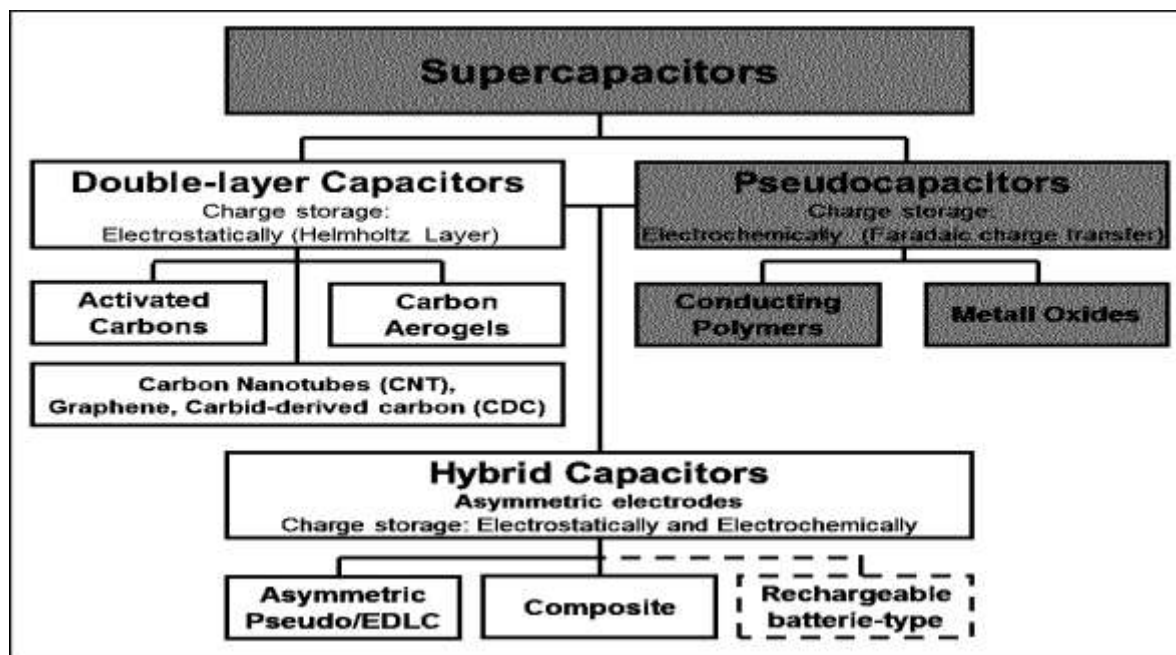 Supercapacitors
Double-layer Capacitors
Charge storage:
Electrostatically (Helmholtz Layer)
Pseudocapacitors
Charge storage:
Electrochemically (Faradaic charge transfer)
Activated
Carbons
Carbon
Aerogels
Conducting
Polymers
Metall Oxides
Carbon Nanotubes (CNT),
Graphene, Carbid-derived carbon (CDC)
Hybrid Capacitors
Asymmetric electrodes
Charge storage: Electrostatically and Electrochemically
Asymmetric
Pseudo/EDLC
Composite
Rechargeable
batterie-type